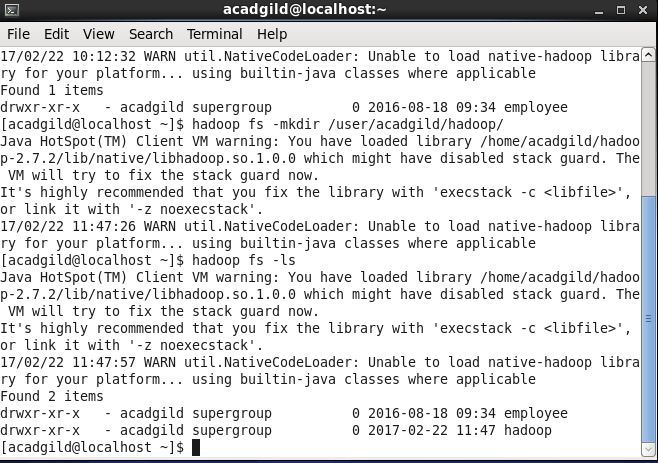 acadgild@localhost:~
File Edit View Search Terminal Help
17/02/22 10:12:32 WARN util.NativeCodeLoader: Unable to load native-hadoop libra
ry for your platform... using builtin-java classes where applicable
Found 1 items
drwxr-xr-x   - acadgild supergroup          0 2016-08-18 09:34 employee
[acadgild@localhost ~]$ hadoop fs -mkdir /user/acadgild/hadoop/
Java HotSpot(TM) Client VM warning: You have loaded library /home/acadgild/hadoo
p-2.7.2/lib/native/libhadoop.so.1.0.0 which might have disabled stack guard. The
 VM will try to fix the stack guard now.
It's highly recommended that you fix the library with 'execstack -c <libfile>',
or link it with '-z noexecstack'.
17/02/22 11:47:26 WARN util.NativeCodeLoader: Unable to load native-hadoop libra
ry for your platform... using builtin-java classes where applicable
[acadgild@localhost ~]$ hadoop fs -ls
Java HotSpot(TM) Client VM warning: You have loaded library /home/acadgild/hadoo
p-2.7.2/lib/native/libhadoop.so.1.0.0 which might have disabled stack guard. The
 VM will try to fix the stack guard now.
It's highly recommended that you fix the library with 'execstack -c <libfile>',
or link it with '-z noexecstack'.
17/02/22 11:47:57 WARN util.NativeCodeLoader: Unable to load native-hadoop libra
ry for your platform... using builtin-java classes where applicable
Found 2 items
drwxr-xr-x   - acadgild supergroup          0 2016-08-18 09:34 employee
drwxr-xr-x   - acadgild supergroup          0 2017-02-22 11:47 hadoop
[acadgild@localhost ~]$